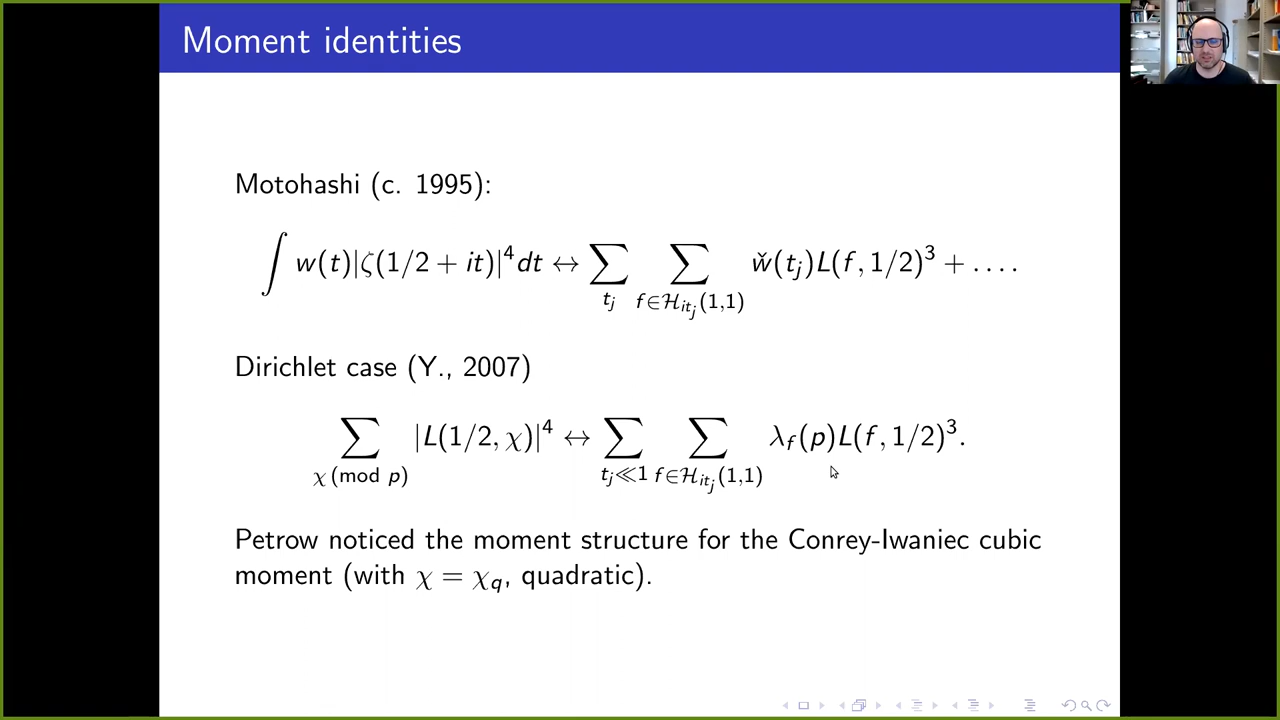 Moment identities
Motohashi (c. 1995):
∫ w(t)|ζ(1/2 + it)|⁴dt ↔ ∑_{t_j} ∑_{f∈ℋ_{it_j}(1,1)} w̌(t_j)L(f, 1/2)³ + ....
Dirichlet case (Y., 2007)
∑_{χ (mod p)} |L(1/2, χ)|⁴ ↔ ∑_{t_j≪1} ∑_{f∈ℋ_{it_j}(1,1)} λ_f(p)L(f, 1/2)³.
Petrow noticed the moment structure for the Conrey-Iwaniec cubic
moment (with χ = χ_q, quadratic).